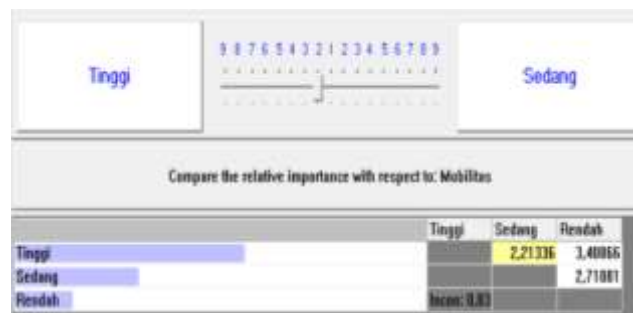 9 8 7 6 5 4 3 2 1 2 3 4 5 6 7 8 9
Tinggi Sedang
Compare the relative importance with respect to: Mobilitas
Tinggi Sedang Rendah
Tinggi 2,21336 3,40066
Sedang 2,71001
Rendah Incon: 0,03